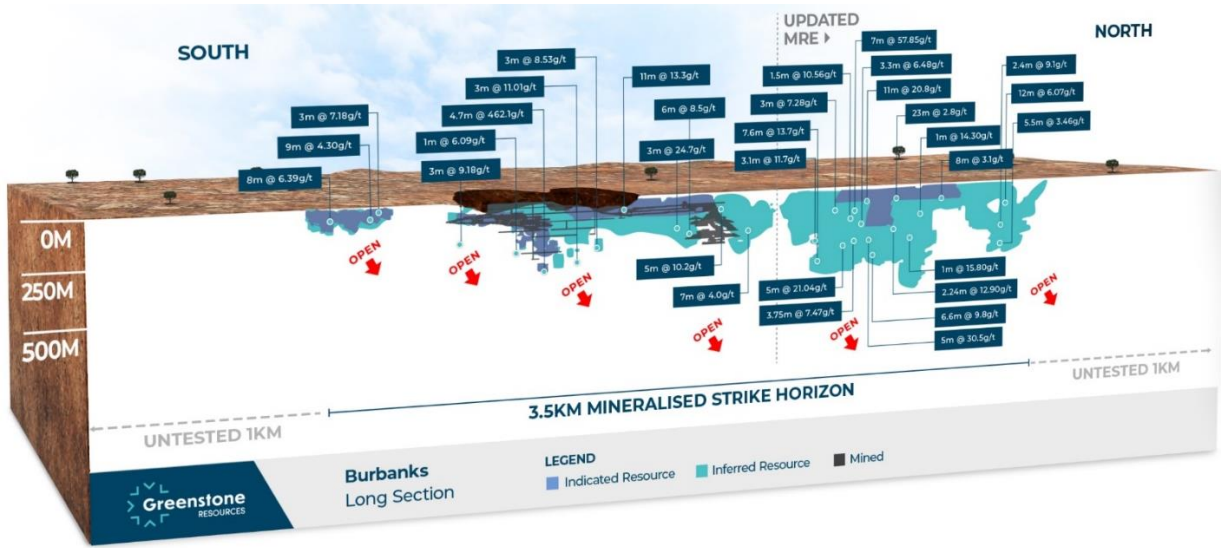 SOUTH
UPDATED
MRE
NORTH
3m @ 8.53g/t
3m @ 11.01g/t
4.7m @ 462.1g/t
1m @ 6.09g/t
3m @ 9.18g/t
3m @ 7.18g/t
9m @ 4.30g/t
8m @ 6.39g/t
11m @ 13.3g/t
6m @ 8.5g/t
3m @ 24.7g/t
7m @ 57.85g/t
1.5m @ 10.56g/t
3.3m @ 6.48g/t
3m @ 7.28g/t
11m @ 20.8g/t
7.6m @ 13.7g/t
23m @ 2.8g/t
3.1m @ 11.7g/t
1m @ 14.30g/t
8m @ 3.1g/t
2.4m @ 9.1g/t
12m @ 6.07g/t
5.5m @ 3.46g/t
0M
250M
500M
OPEN
OPEN
OPEN
OPEN
OPEN
OPEN
5m @ 10.2g/t
7m @ 4.0g/t
5m @ 21.04g/t
3.75m @ 7.47g/t
1m @ 15.80g/t
2.24m @ 12.90g/t
6.6m @ 9.8g/t
5m @ 30.5g/t
UNTESTED 1KM
3.5KM MINERALISED STRIKE HORIZON
UNTESTED 1KM
Greenstone
RESOURCES
Burbanks
Long Section
LEGEND
Indicated Resource
Inferred Resource
Mined